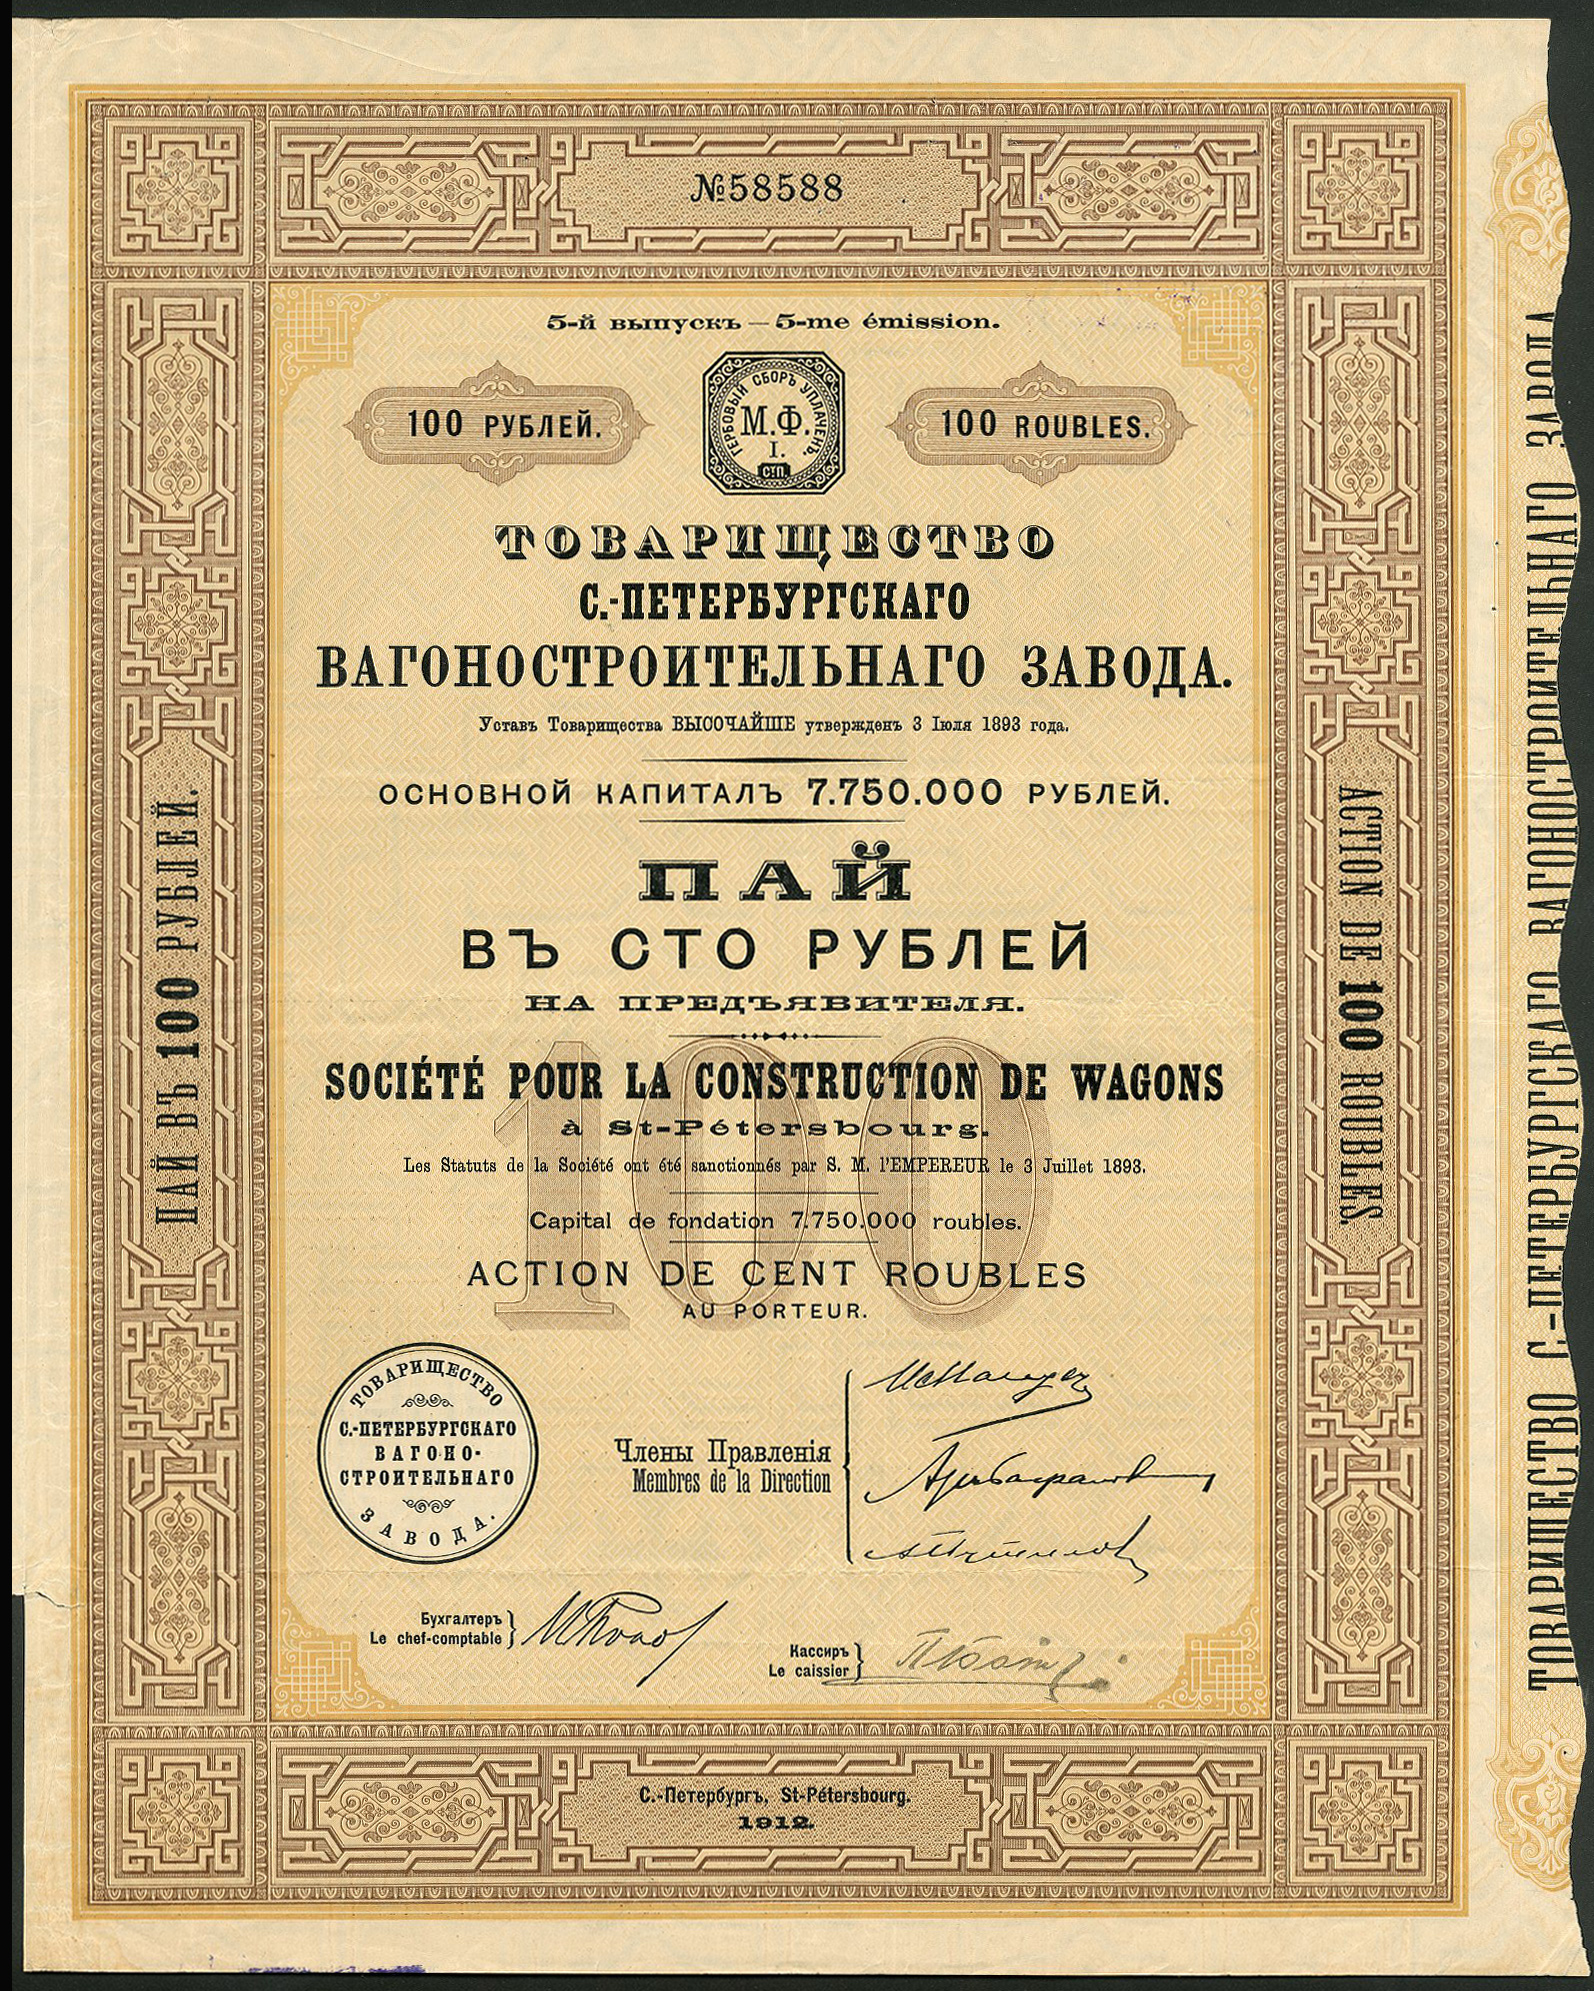 №58588
5-й выпускъ — 5-me émission.
100 РУБЛЕЙ.
ГЕРБОВЫЙ СБОРЪ УПЛАЧЕНЪ.
М.Ф.
I.
С.П.
100 ROUBLES.
ТОВАРИЩЕСТВО
С.-ПЕТЕРБУРГСКАГО
ВАГОНОСТРОИТЕЛЬНАГО ЗАВОДА.
Уставъ Товарищества ВЫСОЧАЙШЕ утвержденъ 3 Іюля 1893 года.
ОСНОВНОЙ КАПИТАЛЪ 7.750.000 РУБЛЕЙ.
ПАЙ
ВЪ СТО РУБЛЕЙ
НА ПРЕДЪЯВИТЕЛЯ.
100
SOCIÉTÉ POUR LA CONSTRUCTION DE WAGONS
à St-Pétersbourg.
Les Statuts de la Société ont été sanctionnés par S. M. l'EMPEREUR le 3 Juillet 1893.
Capital de fondation 7.750.000 roubles.
ACTION DE CENT ROUBLES
AU PORTEUR.
ТОВАРИЩЕСТВО
С.-ПЕТЕРБУРГСКАГО
ВАГОНО-
СТРОИТЕЛЬНАГО
ЗАВОДА.
Члены Правленія
Membres de la Direction
Бухгалтеръ
Le chef-comptable
Кассиръ
Le caissier
С.-Петербургъ, St-Pétersbourg.
1912.
ПАЙ ВЪ 100 РУБЛЕЙ.
ACTION DE 100 ROUBLES.
ТОВАРИЩЕСТВО С.-ПЕТЕРБУРГСКАГО ВАГОНОСТРОИТЕЛЬНАГО ЗАВОДА